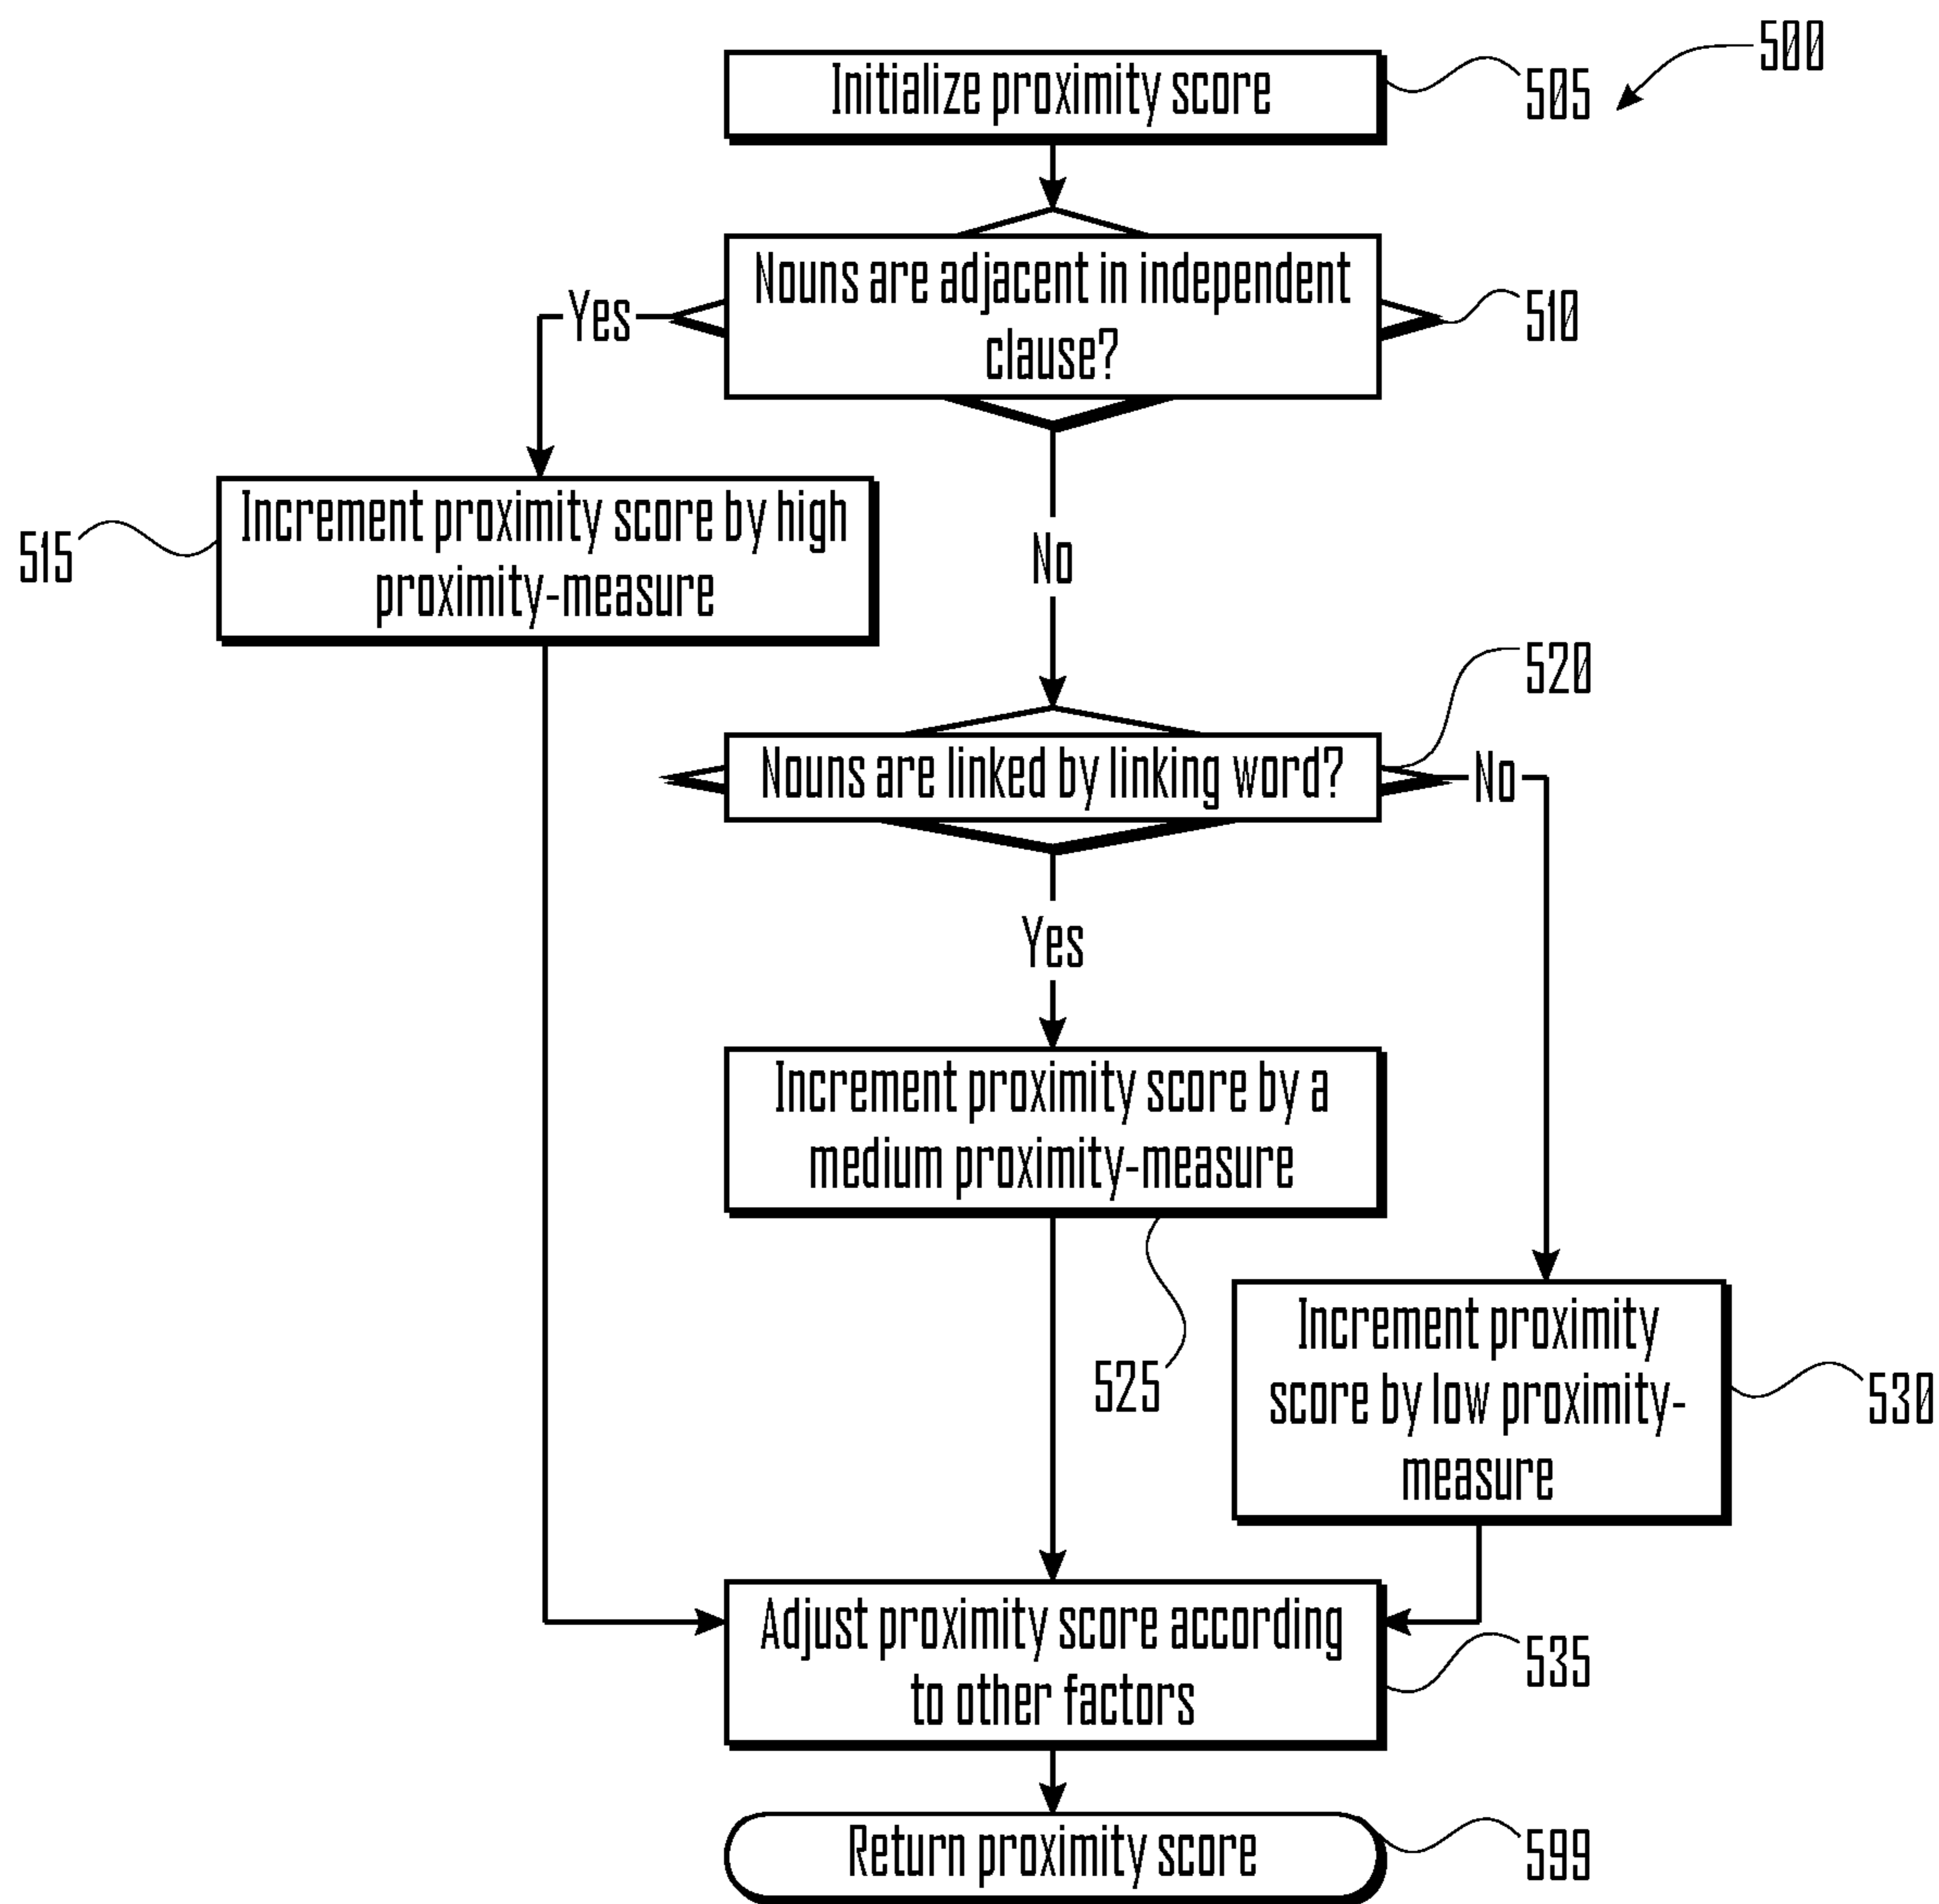 500
Initialize proximity score
505
Nouns are adjacent in independent
clause?
510
Yes
Increment proximity score by high
proximity-measure
515
No
520
Nouns are linked by linking word?
No
Yes
Increment proximity score by a
medium proximity-measure
525
Increment proximity
score by low proximity-
measure
530
Adjust proximity score according
to other factors
535
Return proximity score
599